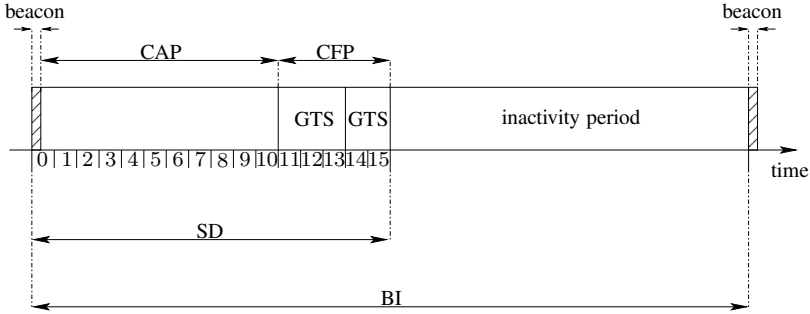 beacon
beacon
CAP
CFP
GTS
GTS
inactivity period
0 1 2 3 4 5 6 7 8 9 10 11 12 13 14 15
time
SD
BI